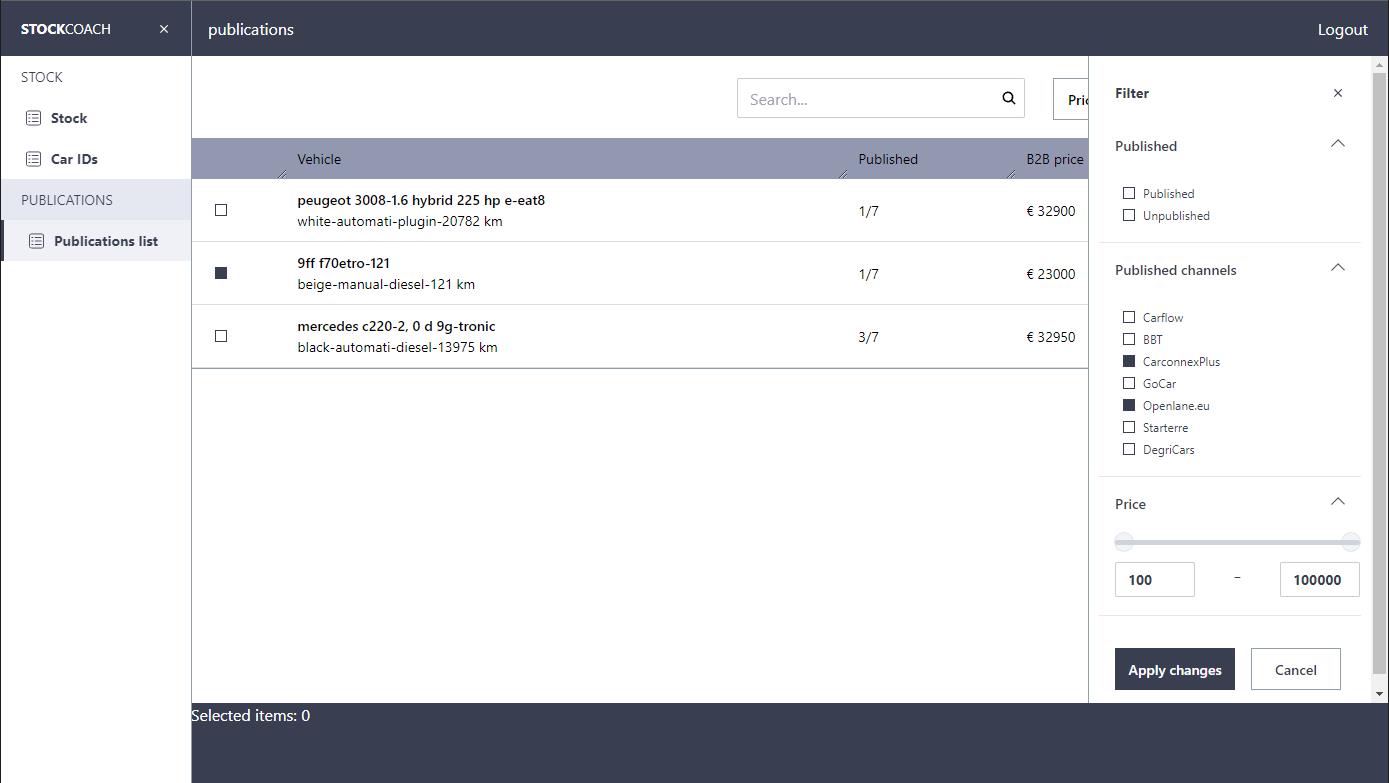 STOCKCOACH
publications
Logout
STOCK
Stock
Car IDs
PUBLICATIONS
Publications list
Search...
Vehicle
Published
B2B price
peugeot 3008-1.6 hybrid 225 hp e-eat8
white-automati-plugin-20782 km
1/7
€ 32900
9ff f70etro-121
beige-manual-diesel-121 km
1/7
€ 23000
mercedes c220-2, 0 d 9g-tronic
black-automati-diesel-13975 km
3/7
€ 32950
Filter
Published
Published
Unpublished
Published channels
Carflow
BBT
CarconnexPlus
GoCar
Openlane.eu
Starterre
DegriCars
Price
100
–
100000
Apply changes
Cancel
Selected items: 0